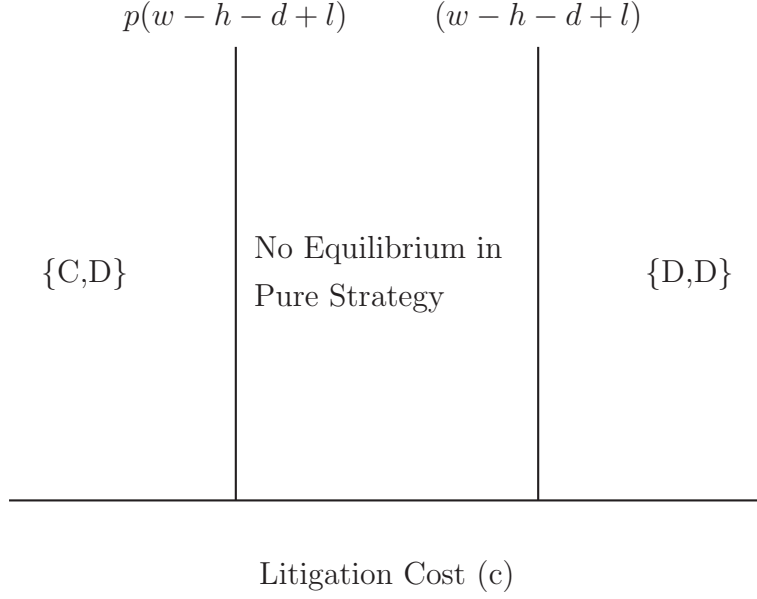 p(w − h − d + l)
(w − h − d + l)
{C,D}
No Equilibrium in
Pure Strategy
{D,D}
Litigation Cost (c)